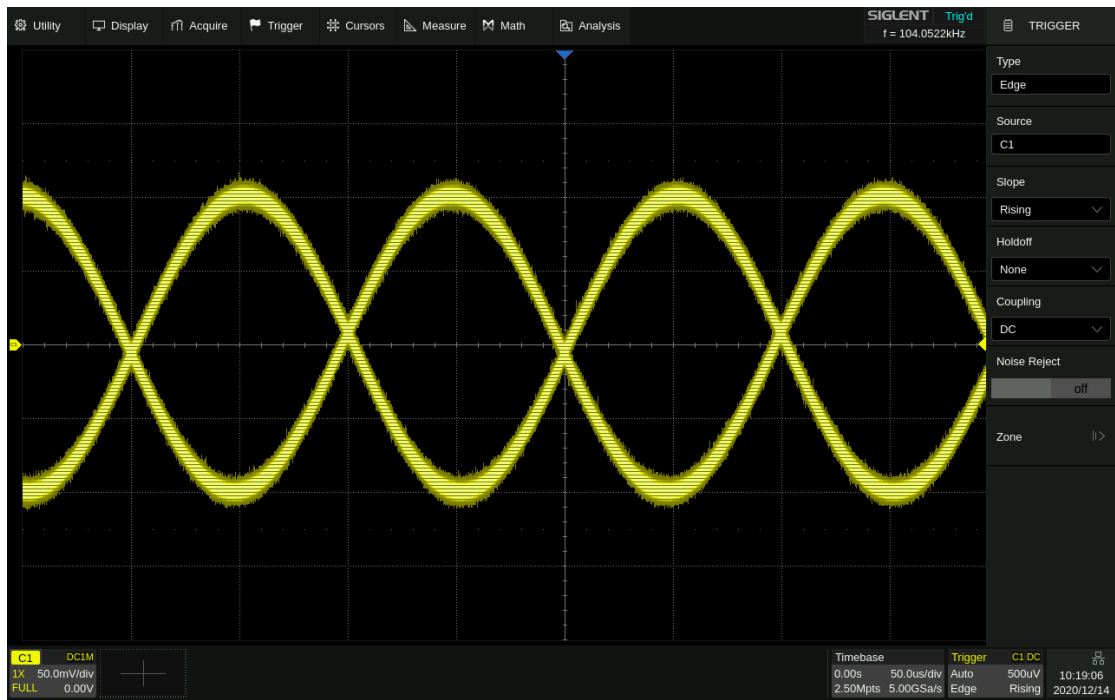 Utility Display Acquire Trigger Cursors Measure Math Analysis
SIGLENT Trig'd
f = 104.0522kHz
TRIGGER
Type
Edge
Source
C1
Slope
Rising
Holdoff
None
Coupling
DC
Noise Reject
off
Zone
C1
C1 DC1M
1X 50.0mV/div
FULL 0.00V
Timebase
0.00s 50.0us/div
2.50Mpts 5.00GSa/s
Trigger C1 DC
Auto 500uV
Edge Rising
10:19:06
2020/12/14